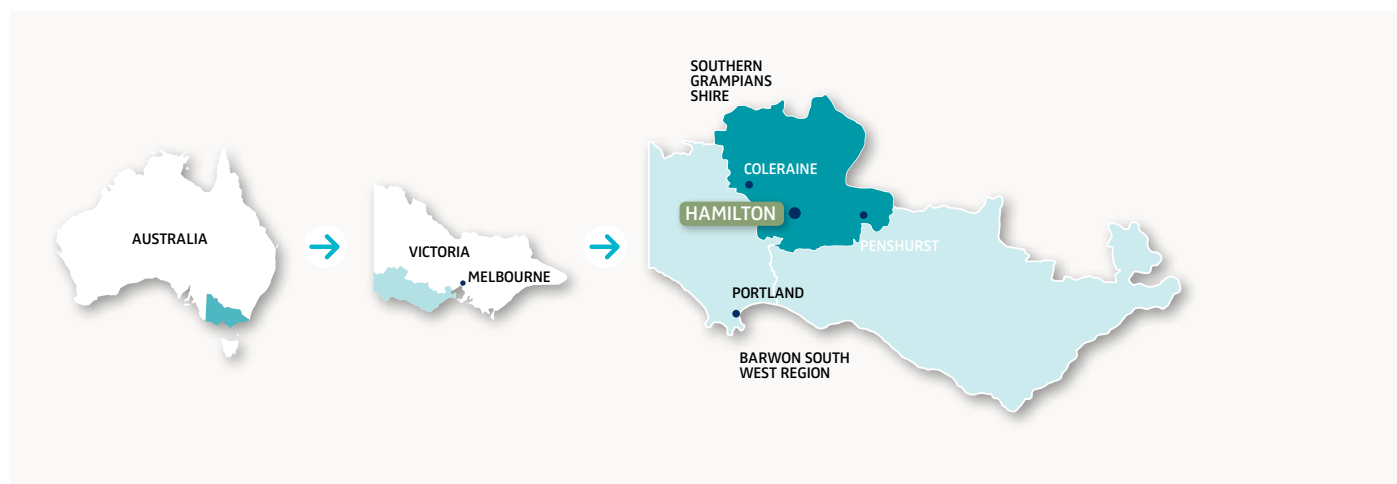 AUSTRALIA
VICTORIA
MELBOURNE
SOUTHERN
GRAMPIANS
SHIRE
COLERAINE
HAMILTON
PENSHURST
PORTLAND
BARWON SOUTH
WEST REGION